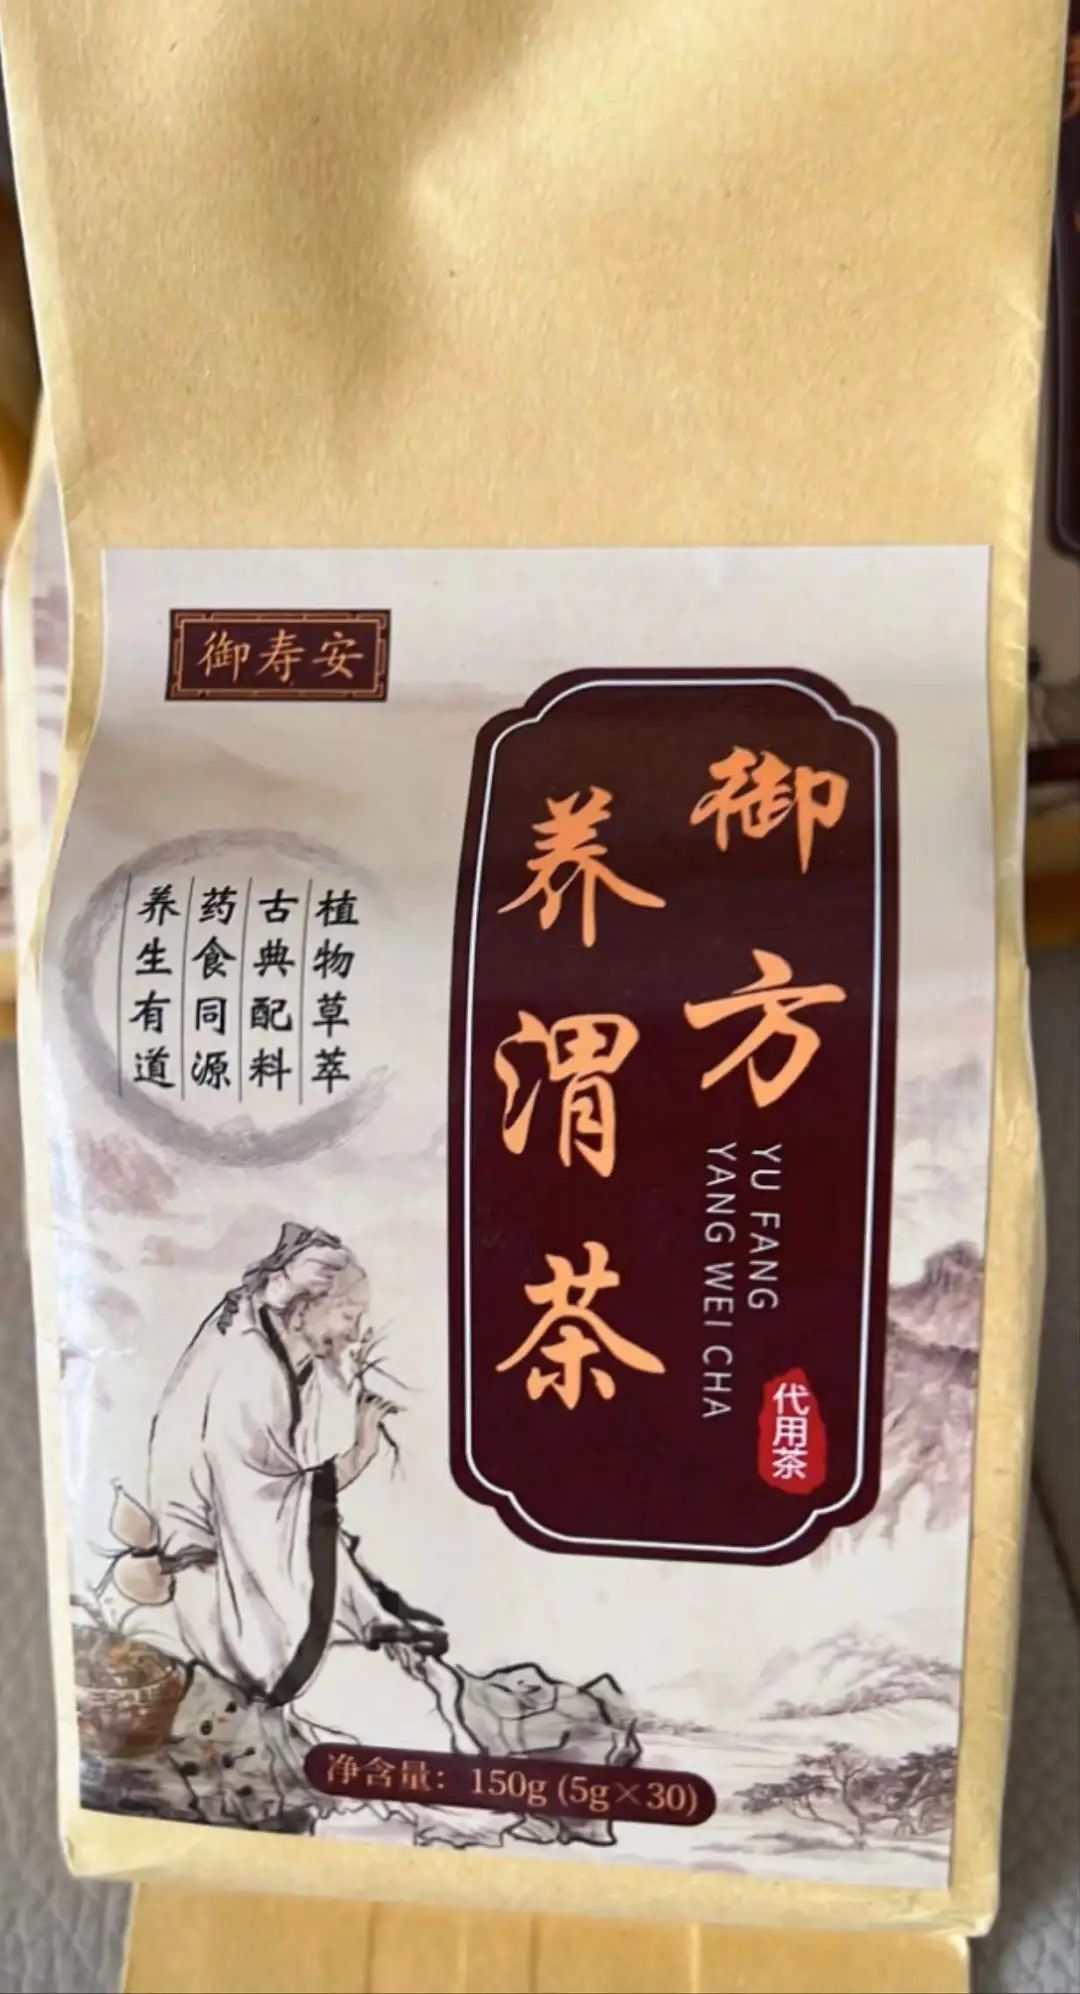 御寿安
御方
养渭茶
YU FANG
YANG WEI CHA
代用茶
植物草萃
古典配料
药食同源
养生有道
净含量：150g (5g×30)